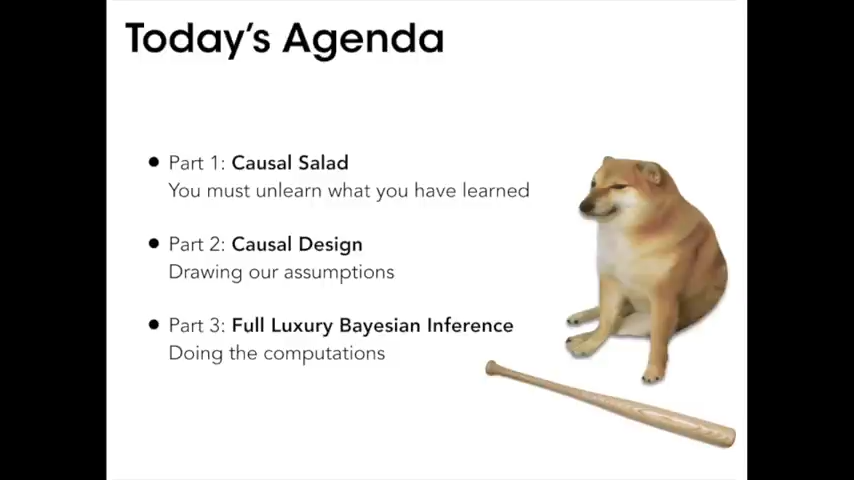 Today's Agenda
Part 1: Causal Salad
You must unlearn what you have learned
Part 2: Causal Design
Drawing our assumptions
Part 3: Full Luxury Bayesian Inference
Doing the computations